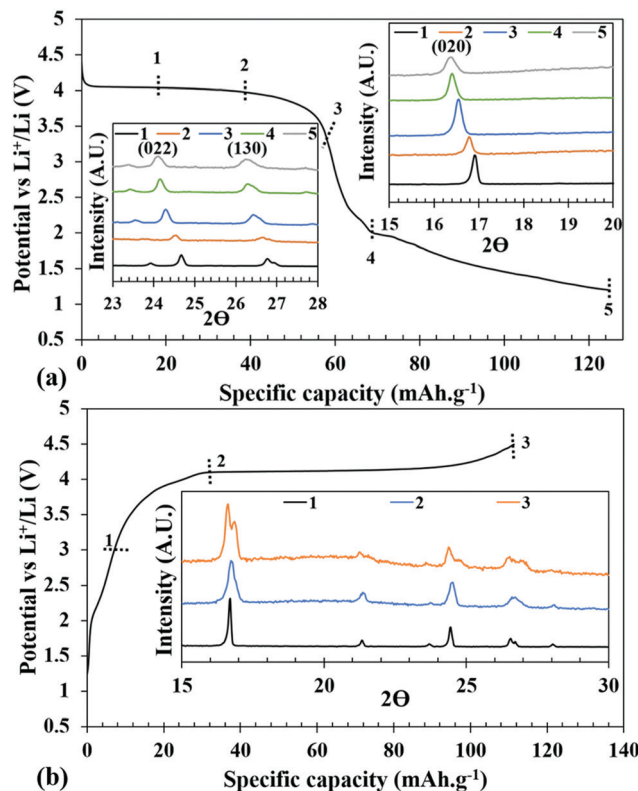 1 2 3 4 5
(020)
Intensity (A.U.)
15 16 17 18 19 20
2Θ
1 2 3 4 5
(022) (130)
Intensity (A.U.)
23 24 25 26 27 28
2Θ
1
2
3
4
5
Potential vs Li⁺/Li (V)
5
4.5
4
3.5
3
2.5
2
1.5
1
0.5
0 20 40 60 80 100 120
(a)
Specific capacity (mAh.g⁻¹)
1
2
3
1 2 3
Intensity (A.U.)
15 20 25 30
2Θ
Potential vs Li⁺/Li (V)
5
4.5
4
3.5
3
2.5
2
1.5
1
0.5
0 20 40 60 80 100 120 140
(b)
Specific capacity (mAh.g⁻¹)